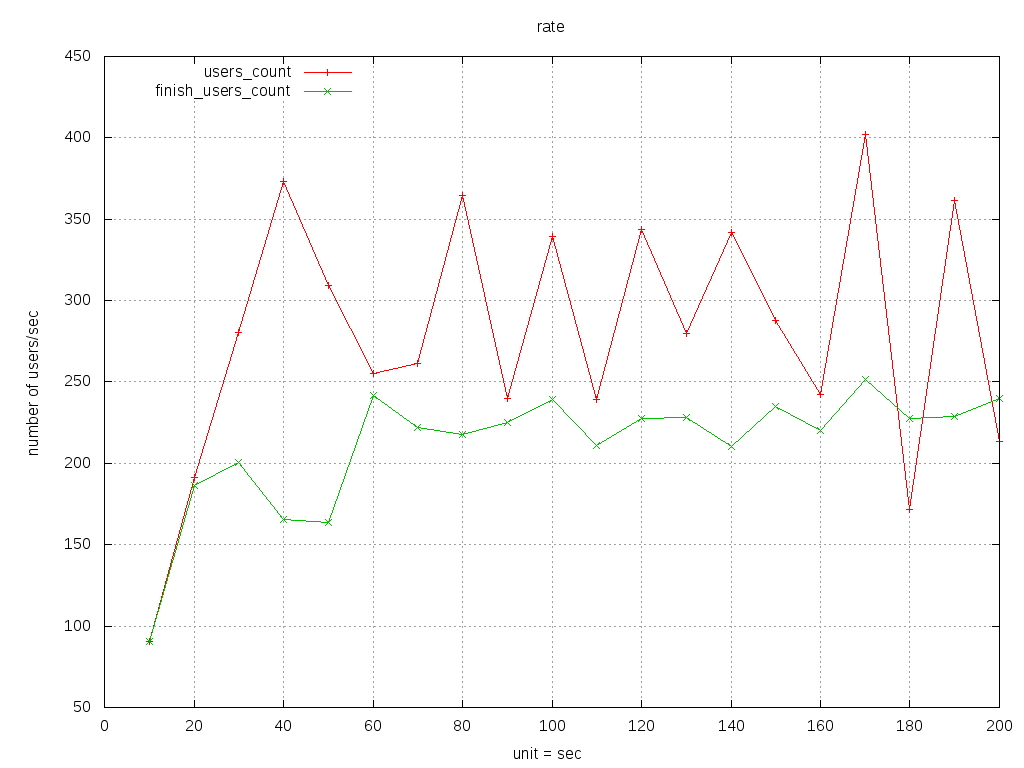 rate
450
400
350
300
250
200
150
100
50
users_count
finish_users_count
number of users/sec
0 20 40 60 80 100 120 140 160 180 200
unit = sec